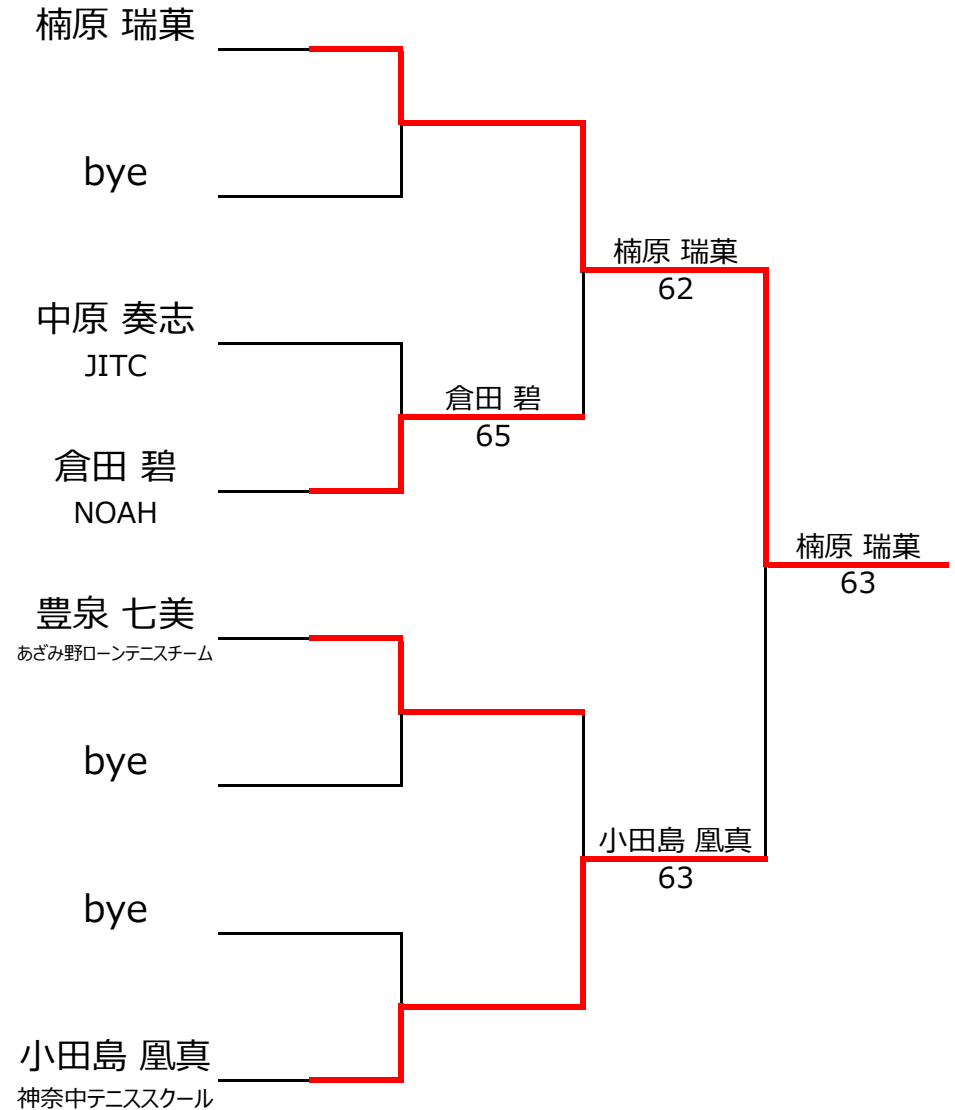 楠原 瑞菓
bye
中原 奏志
JITC
倉田 碧
NOAH
豊泉 七美
あざみ野ローンテニスチーム
bye
bye
小田島 凰真
神奈中テニススクール
倉田 碧
65
楠原 瑞菓
62
小田島 凰真
63
楠原 瑞菓
63